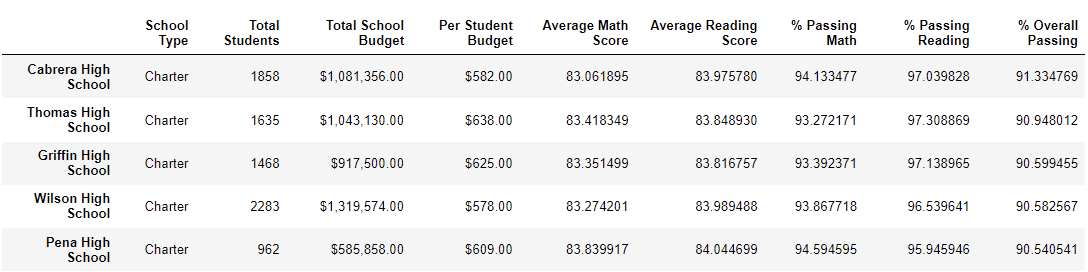 School Type Total Students Total School Budget Per Student Budget Average Math Score Average Reading Score % Passing Math % Passing Reading % Overall Passing
Cabrera High School Charter 1858 $1,081,356.00 $582.00 83.061895 83.975780 94.133477 97.039828 91.334769
Thomas High School Charter 1635 $1,043,130.00 $638.00 83.418349 83.848930 93.272171 97.308869 90.948012
Griffin High School Charter 1468 $917,500.00 $625.00 83.351499 83.816757 93.392371 97.138965 90.599455
Wilson High School Charter 2283 $1,319,574.00 $578.00 83.274201 83.989488 93.867718 96.539641 90.582567
Pena High School Charter 962 $585,858.00 $609.00 83.839917 84.044699 94.594595 95.945946 90.540541